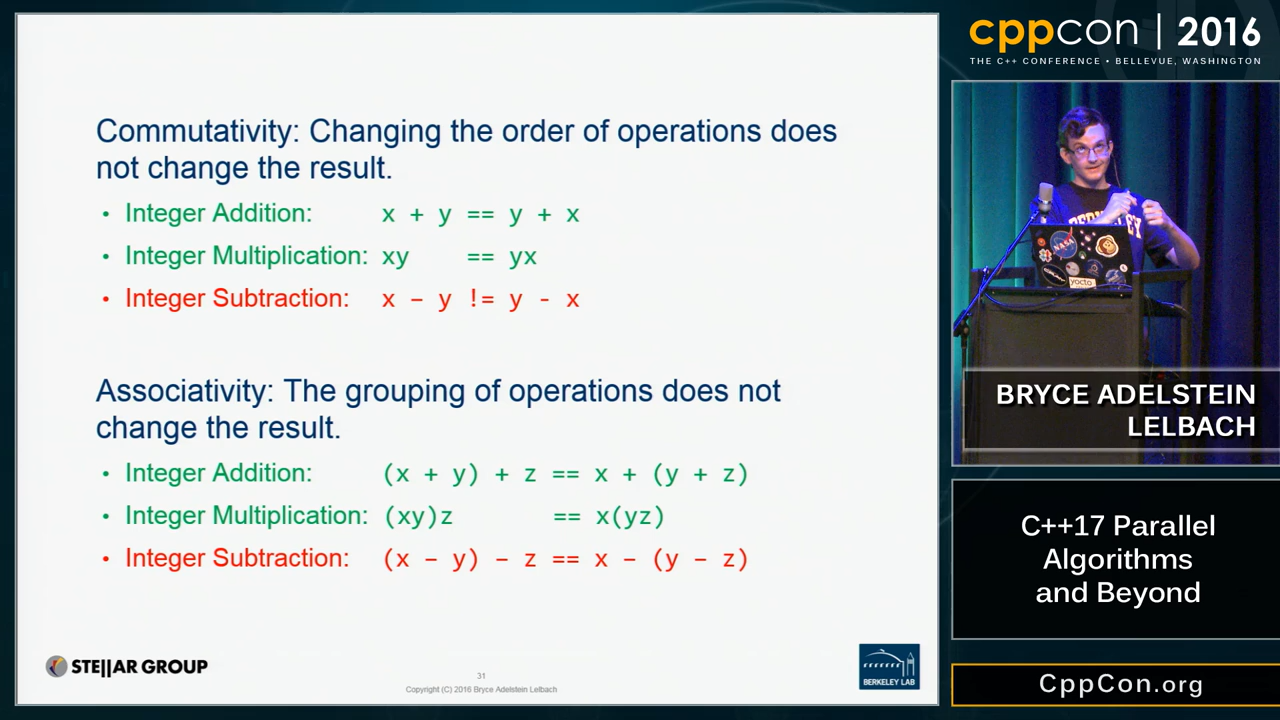 Commutativity: Changing the order of operations does
not change the result.
• Integer Addition: x + y == y + x
• Integer Multiplication: xy == yx
• Integer Subtraction: x – y != y - x
Associativity: The grouping of operations does not
change the result.
• Integer Addition: (x + y) + z == x + (y + z)
• Integer Multiplication: (xy)z == x(yz)
• Integer Subtraction: (x – y) – z == x – (y – z)
STE||AR GROUP
31
Copyright (C) 2016 Bryce Adelstein Lelbach
BERKELEY LAB
cppcon | 2016
THE C++ CONFERENCE • BELLEVUE, WASHINGTON
BERKELEY
NASA
yocto
BRYCE ADELSTEIN
LELBACH
C++17 Parallel
Algorithms
and Beyond
CppCon.org